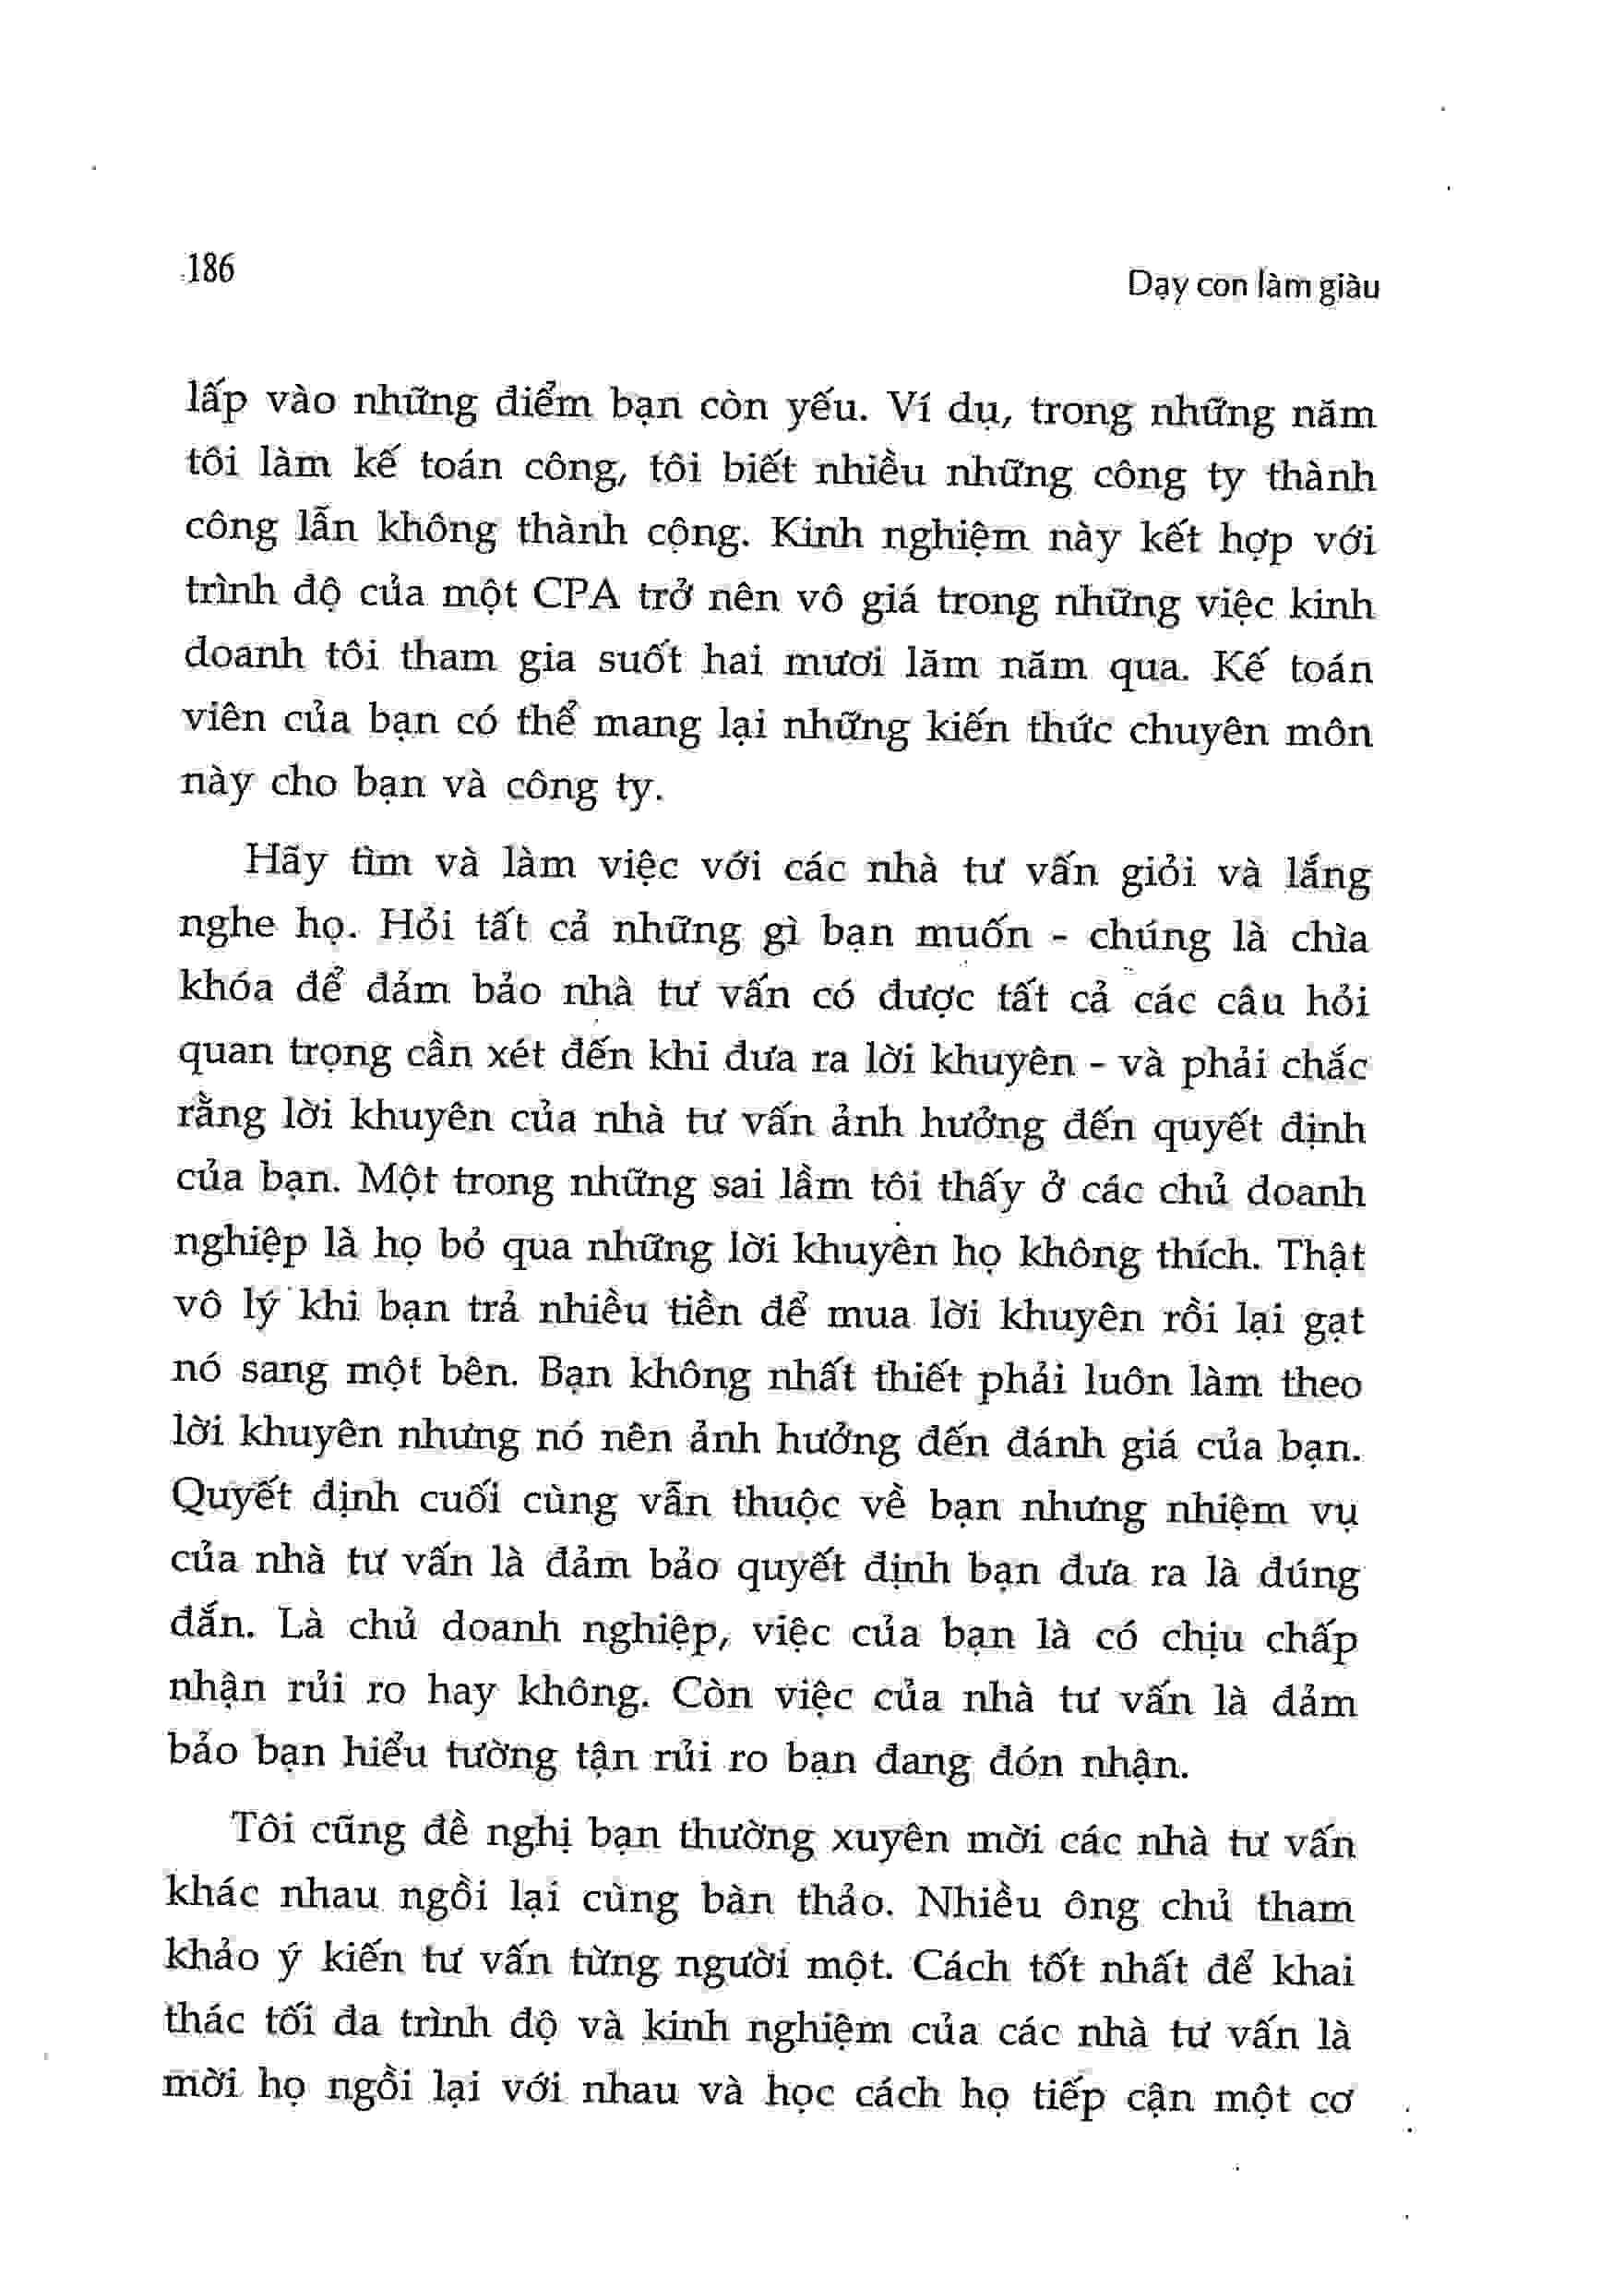 186
Dạy con làm giàu
lấp vào những điểm bạn còn yếu. Ví dụ, trong những năm
tôi làm kế toán công, tôi biết nhiều những công ty thành
công lẫn không thành cộng. Kinh nghiệm này kết hợp với
trình độ của một CPA trở nên vô giá trong những việc kinh
doanh tôi tham gia suốt hai mươi lăm năm qua. Kế toán
viên của bạn có thể mang lại những kiến thức chuyên môn
này cho bạn và công ty.
Hãy tìm và làm việc với các nhà tư vấn giỏi và lắng
nghe họ. Hỏi tất cả những gì bạn muốn - chúng là chìa
khóa để đảm bảo nhà tư vấn có được tất cả các câu hỏi
quan trọng cần xét đến khi đưa ra lời khuyên - và phải chắc
rằng lời khuyên của nhà tư vấn ảnh hưởng đến quyết định
của bạn. Một trong những sai lầm tôi thấy ở các chủ doanh
nghiệp là họ bỏ qua những lời khuyên họ không thích. Thật
vô lý khi bạn trả nhiều tiền để mua lời khuyên rồi lại gạt
nó sang một bên. Bạn không nhất thiết phải luôn làm theo
lời khuyên nhưng nó nên ảnh hưởng đến đánh giá của bạn.
Quyết định cuối cùng vẫn thuộc về bạn nhưng nhiệm vụ
của nhà tư vấn là đảm bảo quyết định bạn đưa ra là đúng
đắn. Là chủ doanh nghiệp, việc của bạn là có chịu chấp
nhận rủi ro hay không. Còn việc của nhà tư vấn là đảm
bảo bạn hiểu tường tận rủi ro bạn đang đón nhận.
Tôi cũng đề nghị bạn thường xuyên mời các nhà tư vấn
khác nhau ngồi lại cùng bàn thảo. Nhiều ông chủ tham
khảo ý kiến tư vấn từng người một. Cách tốt nhất để khai
thác tối đa trình độ và kinh nghiệm của các nhà tư vấn là
mời họ ngồi lại với nhau và học cách họ tiếp cận một cơ